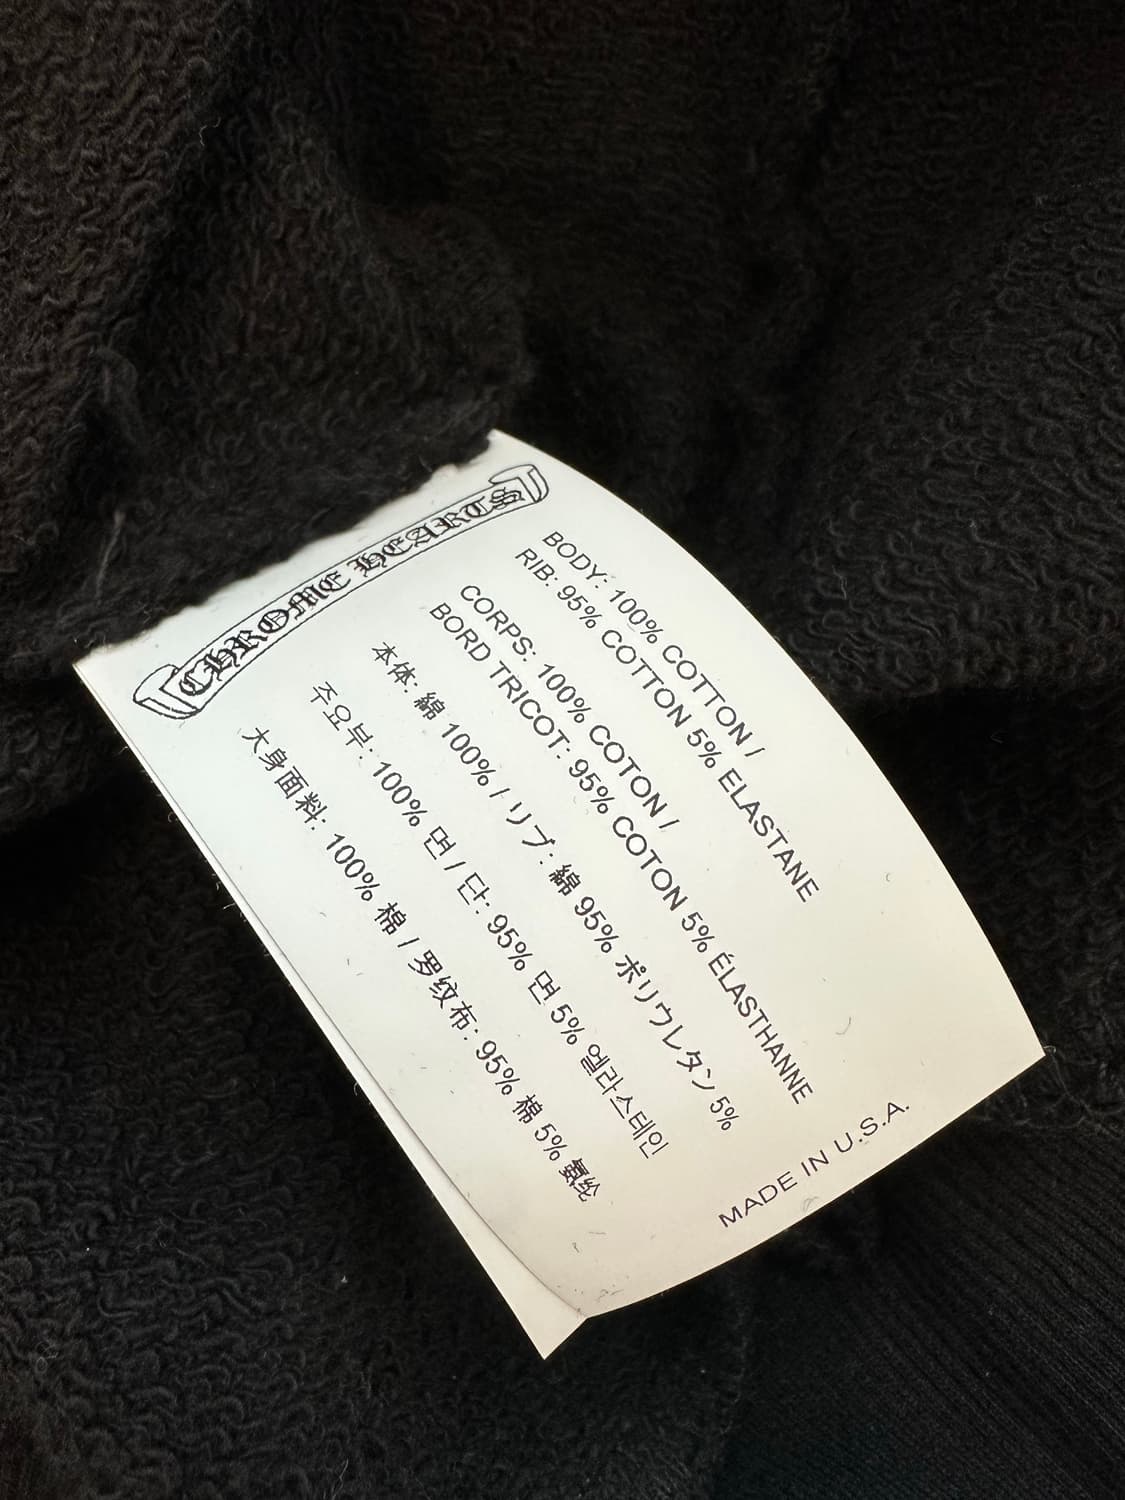 CHROME HEARTS
BODY: 100% COTTON /
RIB: 95% COTTON 5% ELASTANE
CORPS: 100% COTON /
BORD TRICOT: 95% COTON 5% ÉLASTHANNE
本体: 綿 100% / リブ: 綿 95% ポリウレタン 5%
주요부: 100% 면 / 단: 95% 면 5% 엘라스테인
大身面料: 100% 棉 / 罗纹布: 95% 棉 5% 氨纶
MADE IN U.S.A.